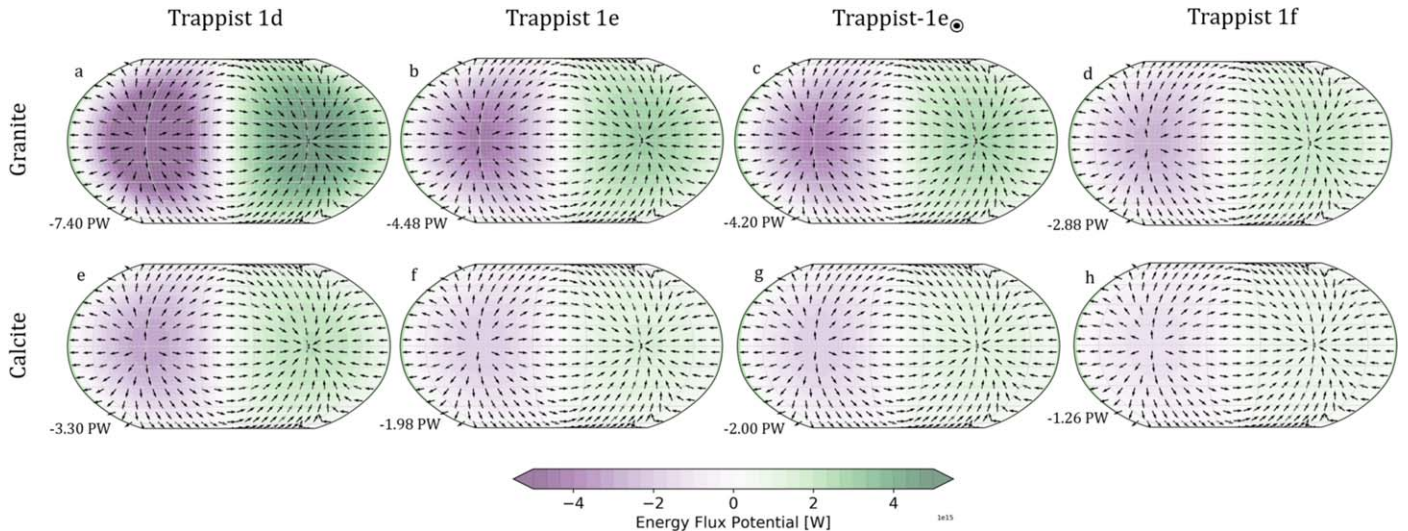 Trappist 1d Trappist 1e Trappist-1e⊙ Trappist 1f
Granite
a b c d
-7.40 PW -4.48 PW -4.20 PW -2.88 PW
Calcite
e f g h
-3.30 PW -1.98 PW -2.00 PW -1.26 PW
−4 −2 0 2 4
Energy Flux Potential [W] 1e15